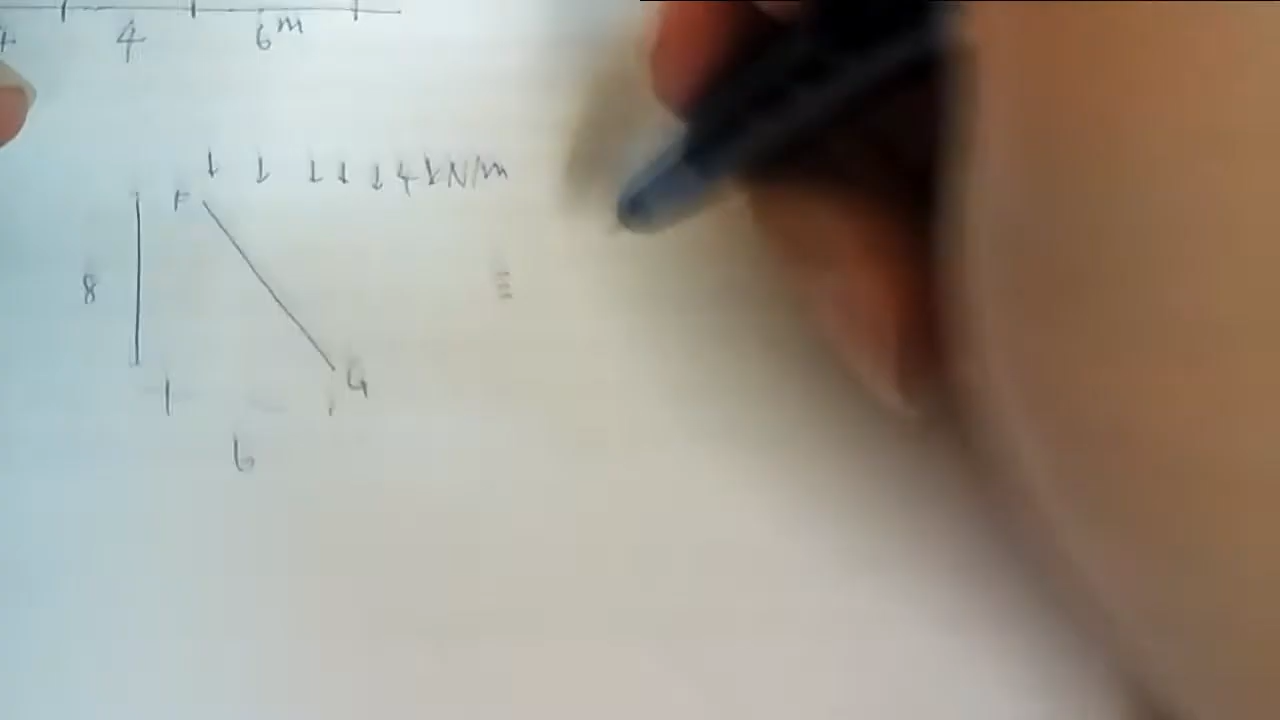 4 6m
↓ ↓ ↓ ↓ ↓ 4kN/m
F
8
≡
G
6